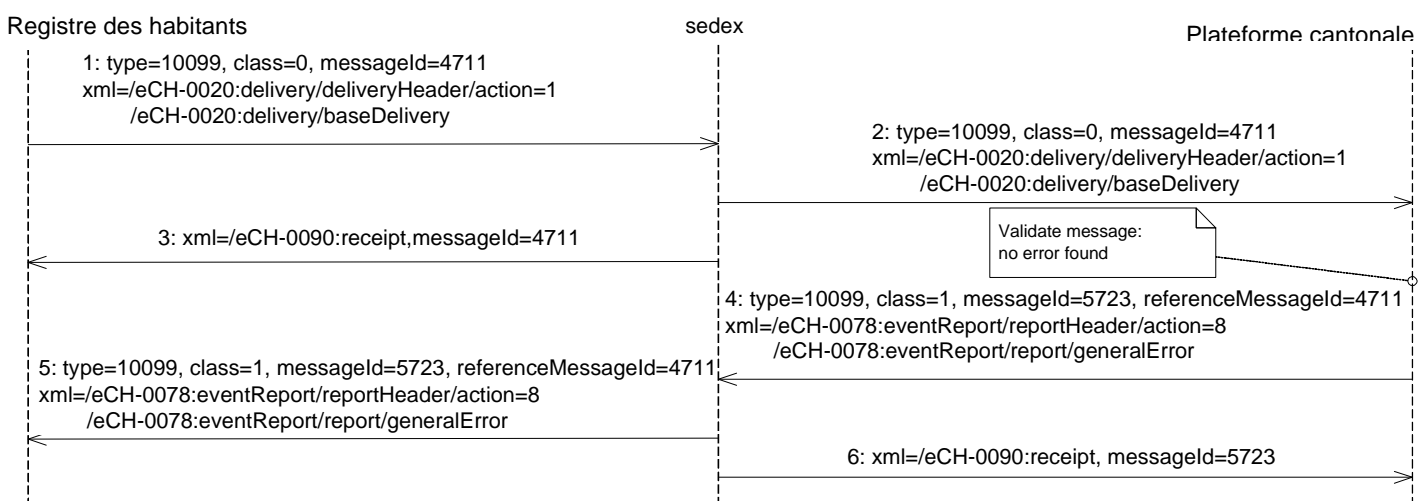 Registre des habitants
sedex
Plateforme cantonale
1: type=10099, class=0, messageId=4711
xml=/eCH-0020:delivery/deliveryHeader/action=1
/eCH-0020:delivery/baseDelivery
2: type=10099, class=0, messageId=4711
xml=/eCH-0020:delivery/deliveryHeader/action=1
/eCH-0020:delivery/baseDelivery
3: xml=/eCH-0090:receipt,messageId=4711
Validate message:
no error found
4: type=10099, class=1, messageId=5723, referenceMessageId=4711
xml=/eCH-0078:eventReport/reportHeader/action=8
/eCH-0078:eventReport/report/generalError
5: type=10099, class=1, messageId=5723, referenceMessageId=4711
xml=/eCH-0078:eventReport/reportHeader/action=8
/eCH-0078:eventReport/report/generalError
6: xml=/eCH-0090:receipt, messageId=5723